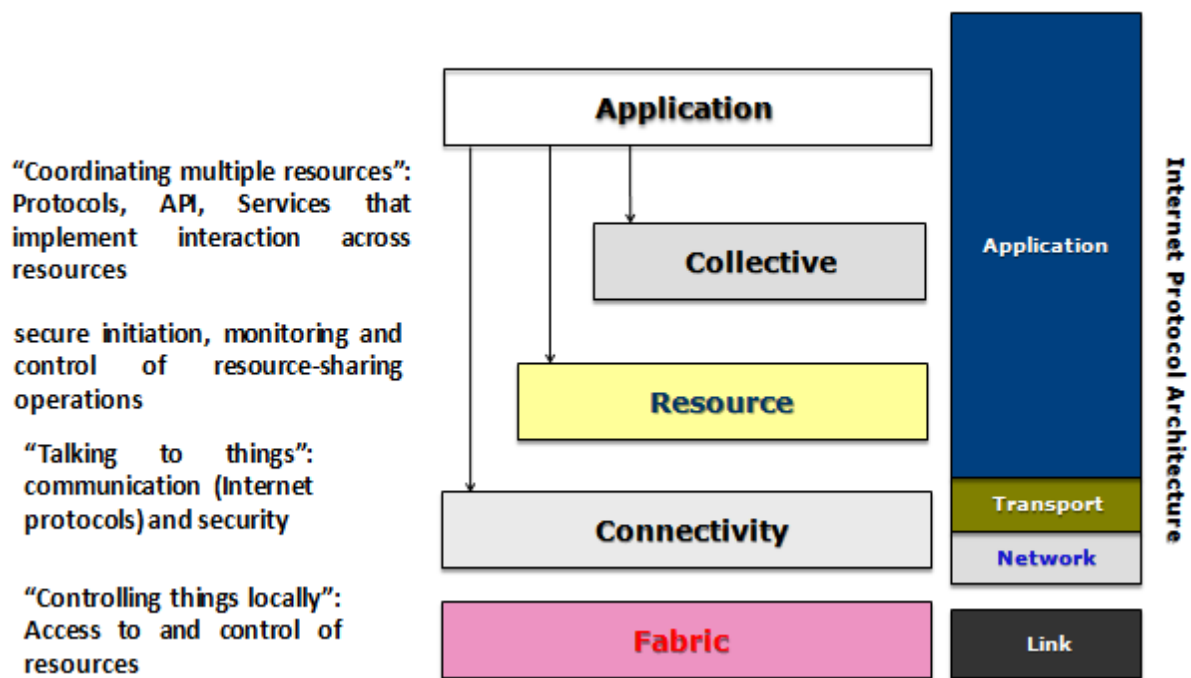 Application
“Coordinating multiple resources”:
Protocols, API, Services that
implement interaction across
resources
Collective
secure initiation, monitoring and
control of resource-sharing
operations
Resource
“Talking to things”:
communication (Internet
protocols) and security
Connectivity
“Controlling things locally”:
Access to and control of
resources
Fabric
Application
Transport
Network
Link
Internet Protocol Architecture